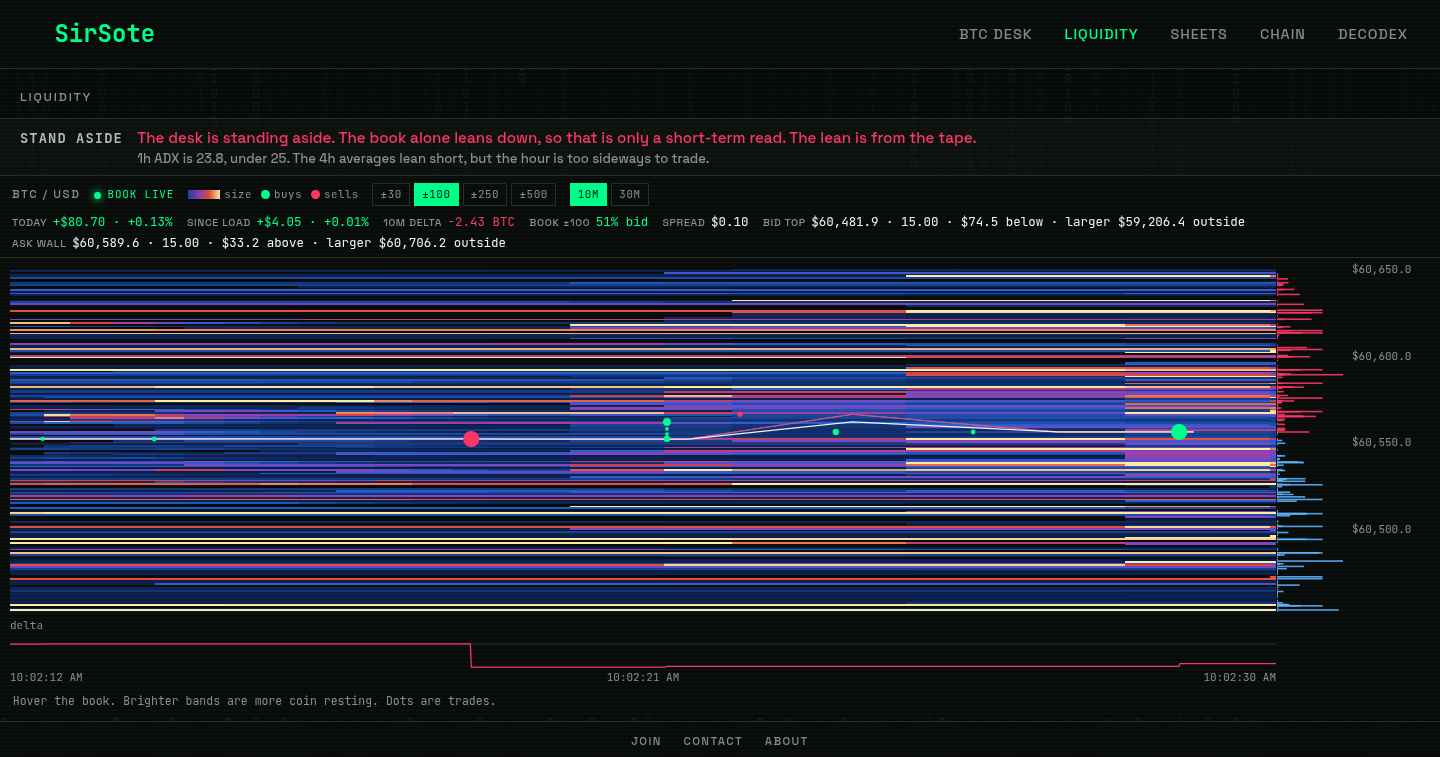 SirSote
BTC DESK LIQUIDITY SHEETS CHAIN DECODEX
LIQUIDITY
STAND ASIDE The desk is standing aside. The book alone leans down, so that is only a short-term read. The lean is from the tape.
1h ADX is 23.8, under 25. The 4h averages lean short, but the hour is too sideways to trade.
BTC / USD BOOK LIVE size buys sells ±30 ±100 ±250 ±500 10M 30M
TODAY +$80.70 · +0.13% SINCE LOAD +$4.05 · +0.01% 10M DELTA -2.43 BTC BOOK ±100 51% bid SPREAD $0.10 BID TOP $60,481.9 · 15.00 · $74.5 below · larger $59,206.4 outside
ASK WALL $60,589.6 · 15.00 · $33.2 above · larger $60,706.2 outside
$60,650.0
$60,600.0
$60,550.0
$60,500.0
delta
10:02:12 AM 10:02:21 AM 10:02:30 AM
Hover the book. Brighter bands are more coin resting. Dots are trades.
JOIN CONTACT ABOUT